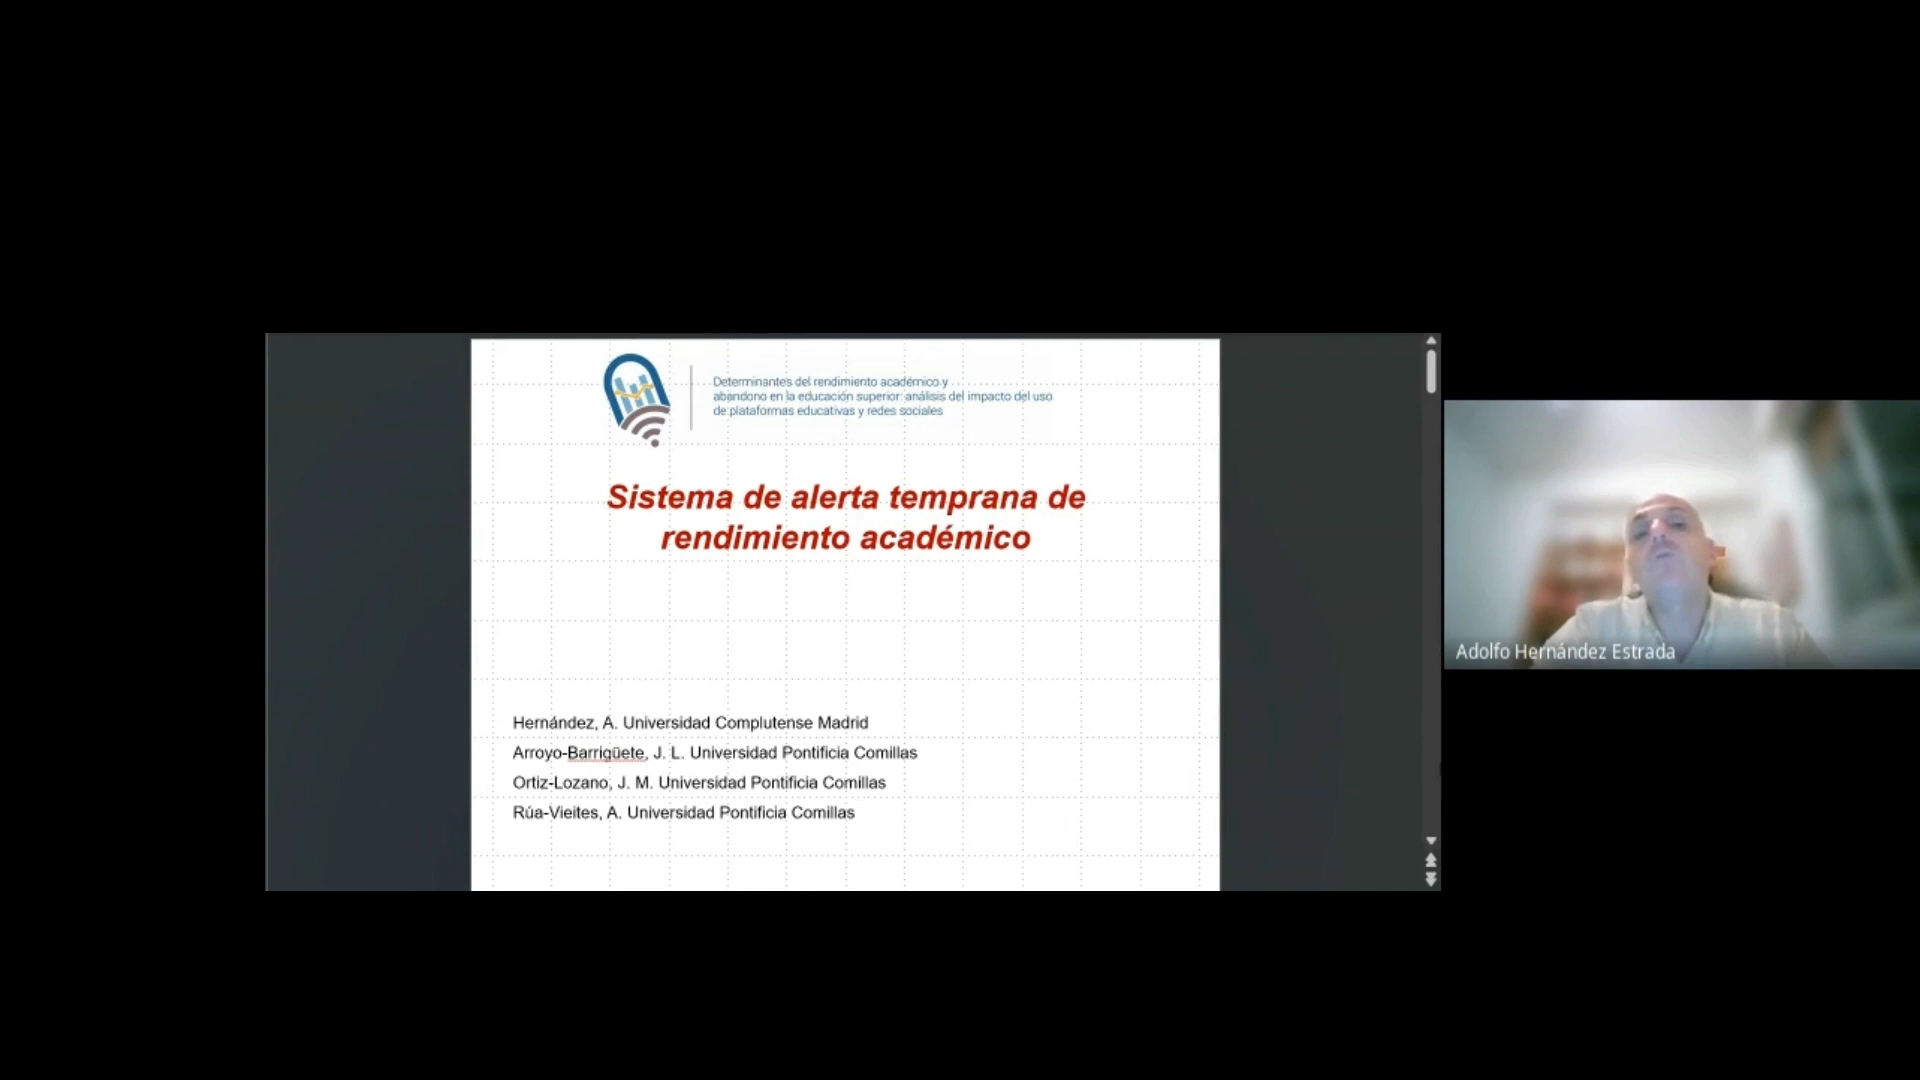 Determinantes del rendimiento académico y
abandono en la educación superior: análisis del impacto del uso
de plataformas educativas y redes sociales
Sistema de alerta temprana de
rendimiento académico
Hernández, A. Universidad Complutense Madrid
Arroyo-Barrigüete, J. L. Universidad Pontificia Comillas
Ortiz-Lozano, J. M. Universidad Pontificia Comillas
Rúa-Vieites, A. Universidad Pontificia Comillas
Adolfo Hernández Estrada